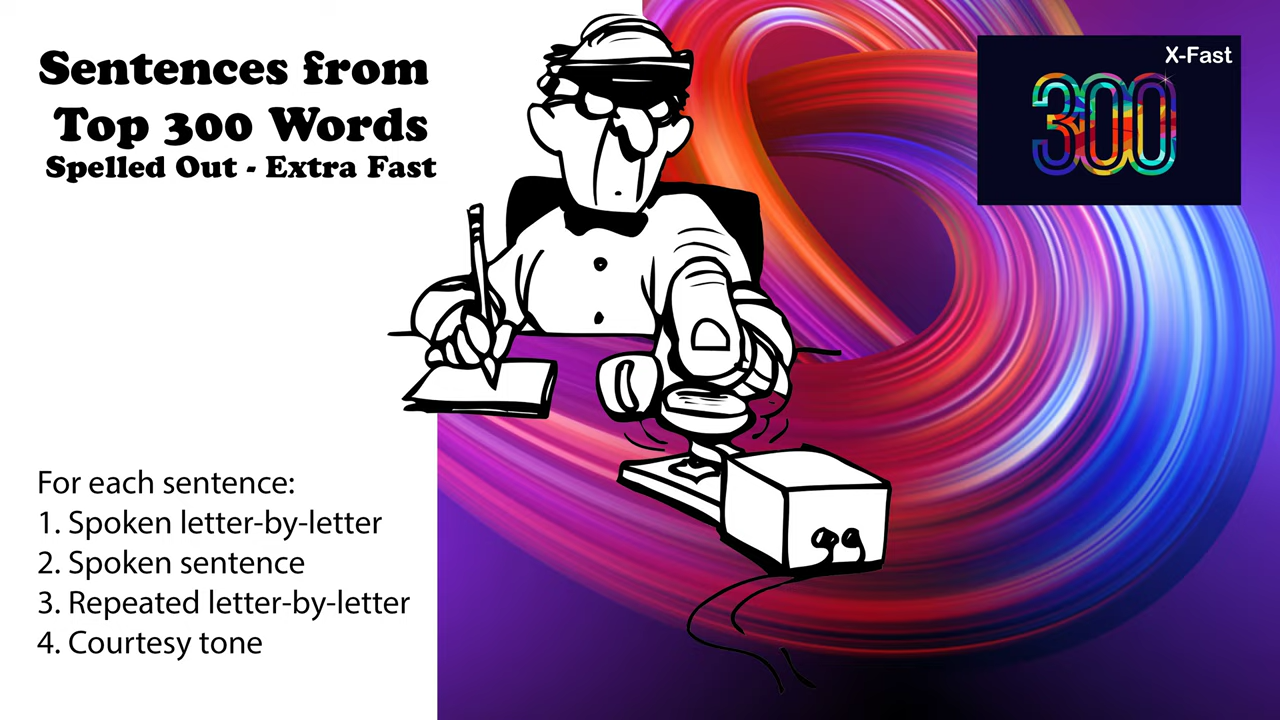 Sentences from
Top 300 Words
Spelled Out - Extra Fast
X-Fast
300
For each sentence:
1. Spoken letter-by-letter
2. Spoken sentence
3. Repeated letter-by-letter
4. Courtesy tone